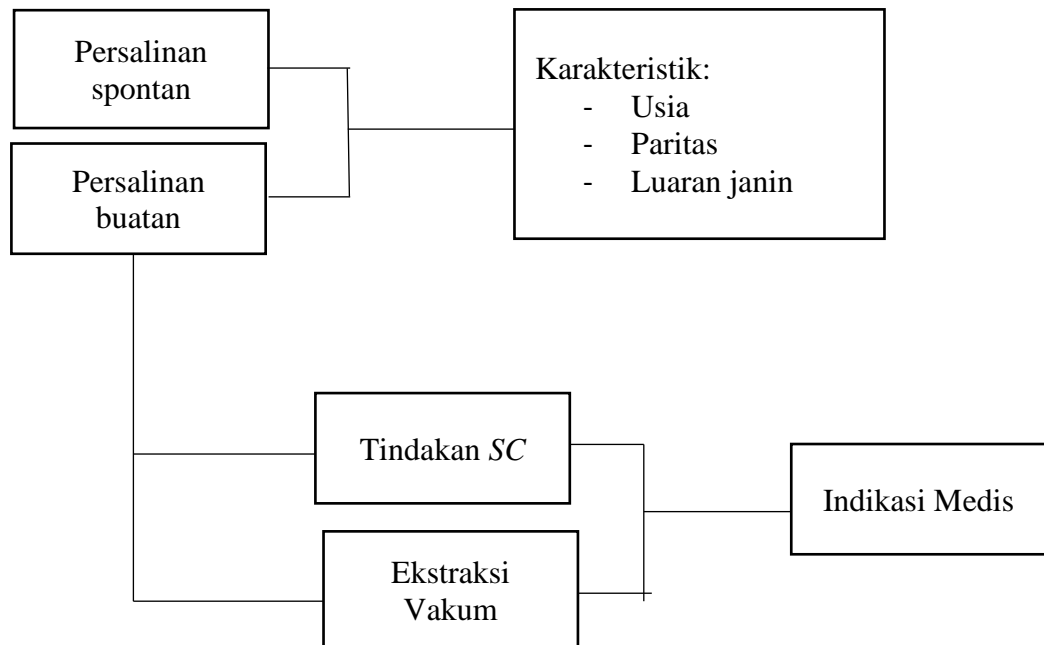 Persalinan
spontan
Persalinan
buatan
Karakteristik:
- Usia
- Paritas
- Luaran janin
Tindakan SC
Ekstraksi
Vakum
Indikasi Medis